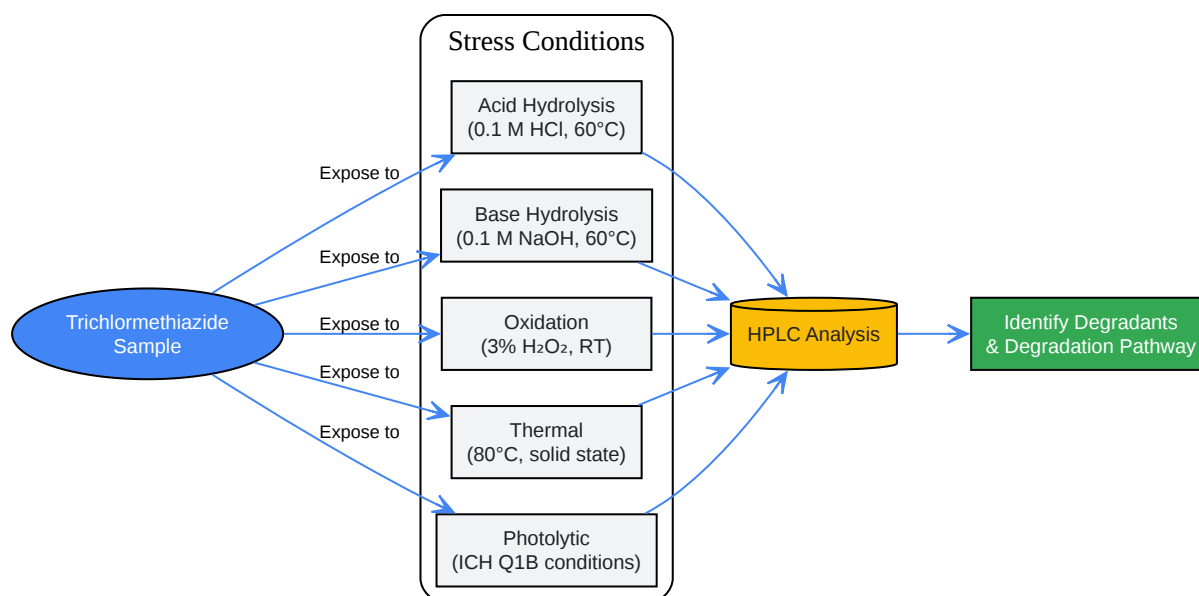 Stress Conditions
Acid Hydrolysis
(0.1 M HCl, 60°C)
Expose to
Base Hydrolysis
(0.1 M NaOH, 60°C)
Expose to
Trichlormethiazide
Sample
Expose to
Oxidation
(3% H₂O₂, RT)
HPLC Analysis
Identify Degradants
& Degradation Pathway
Expose to
Thermal
(80°C, solid state)
Expose to
Photolytic
(ICH Q1B conditions)